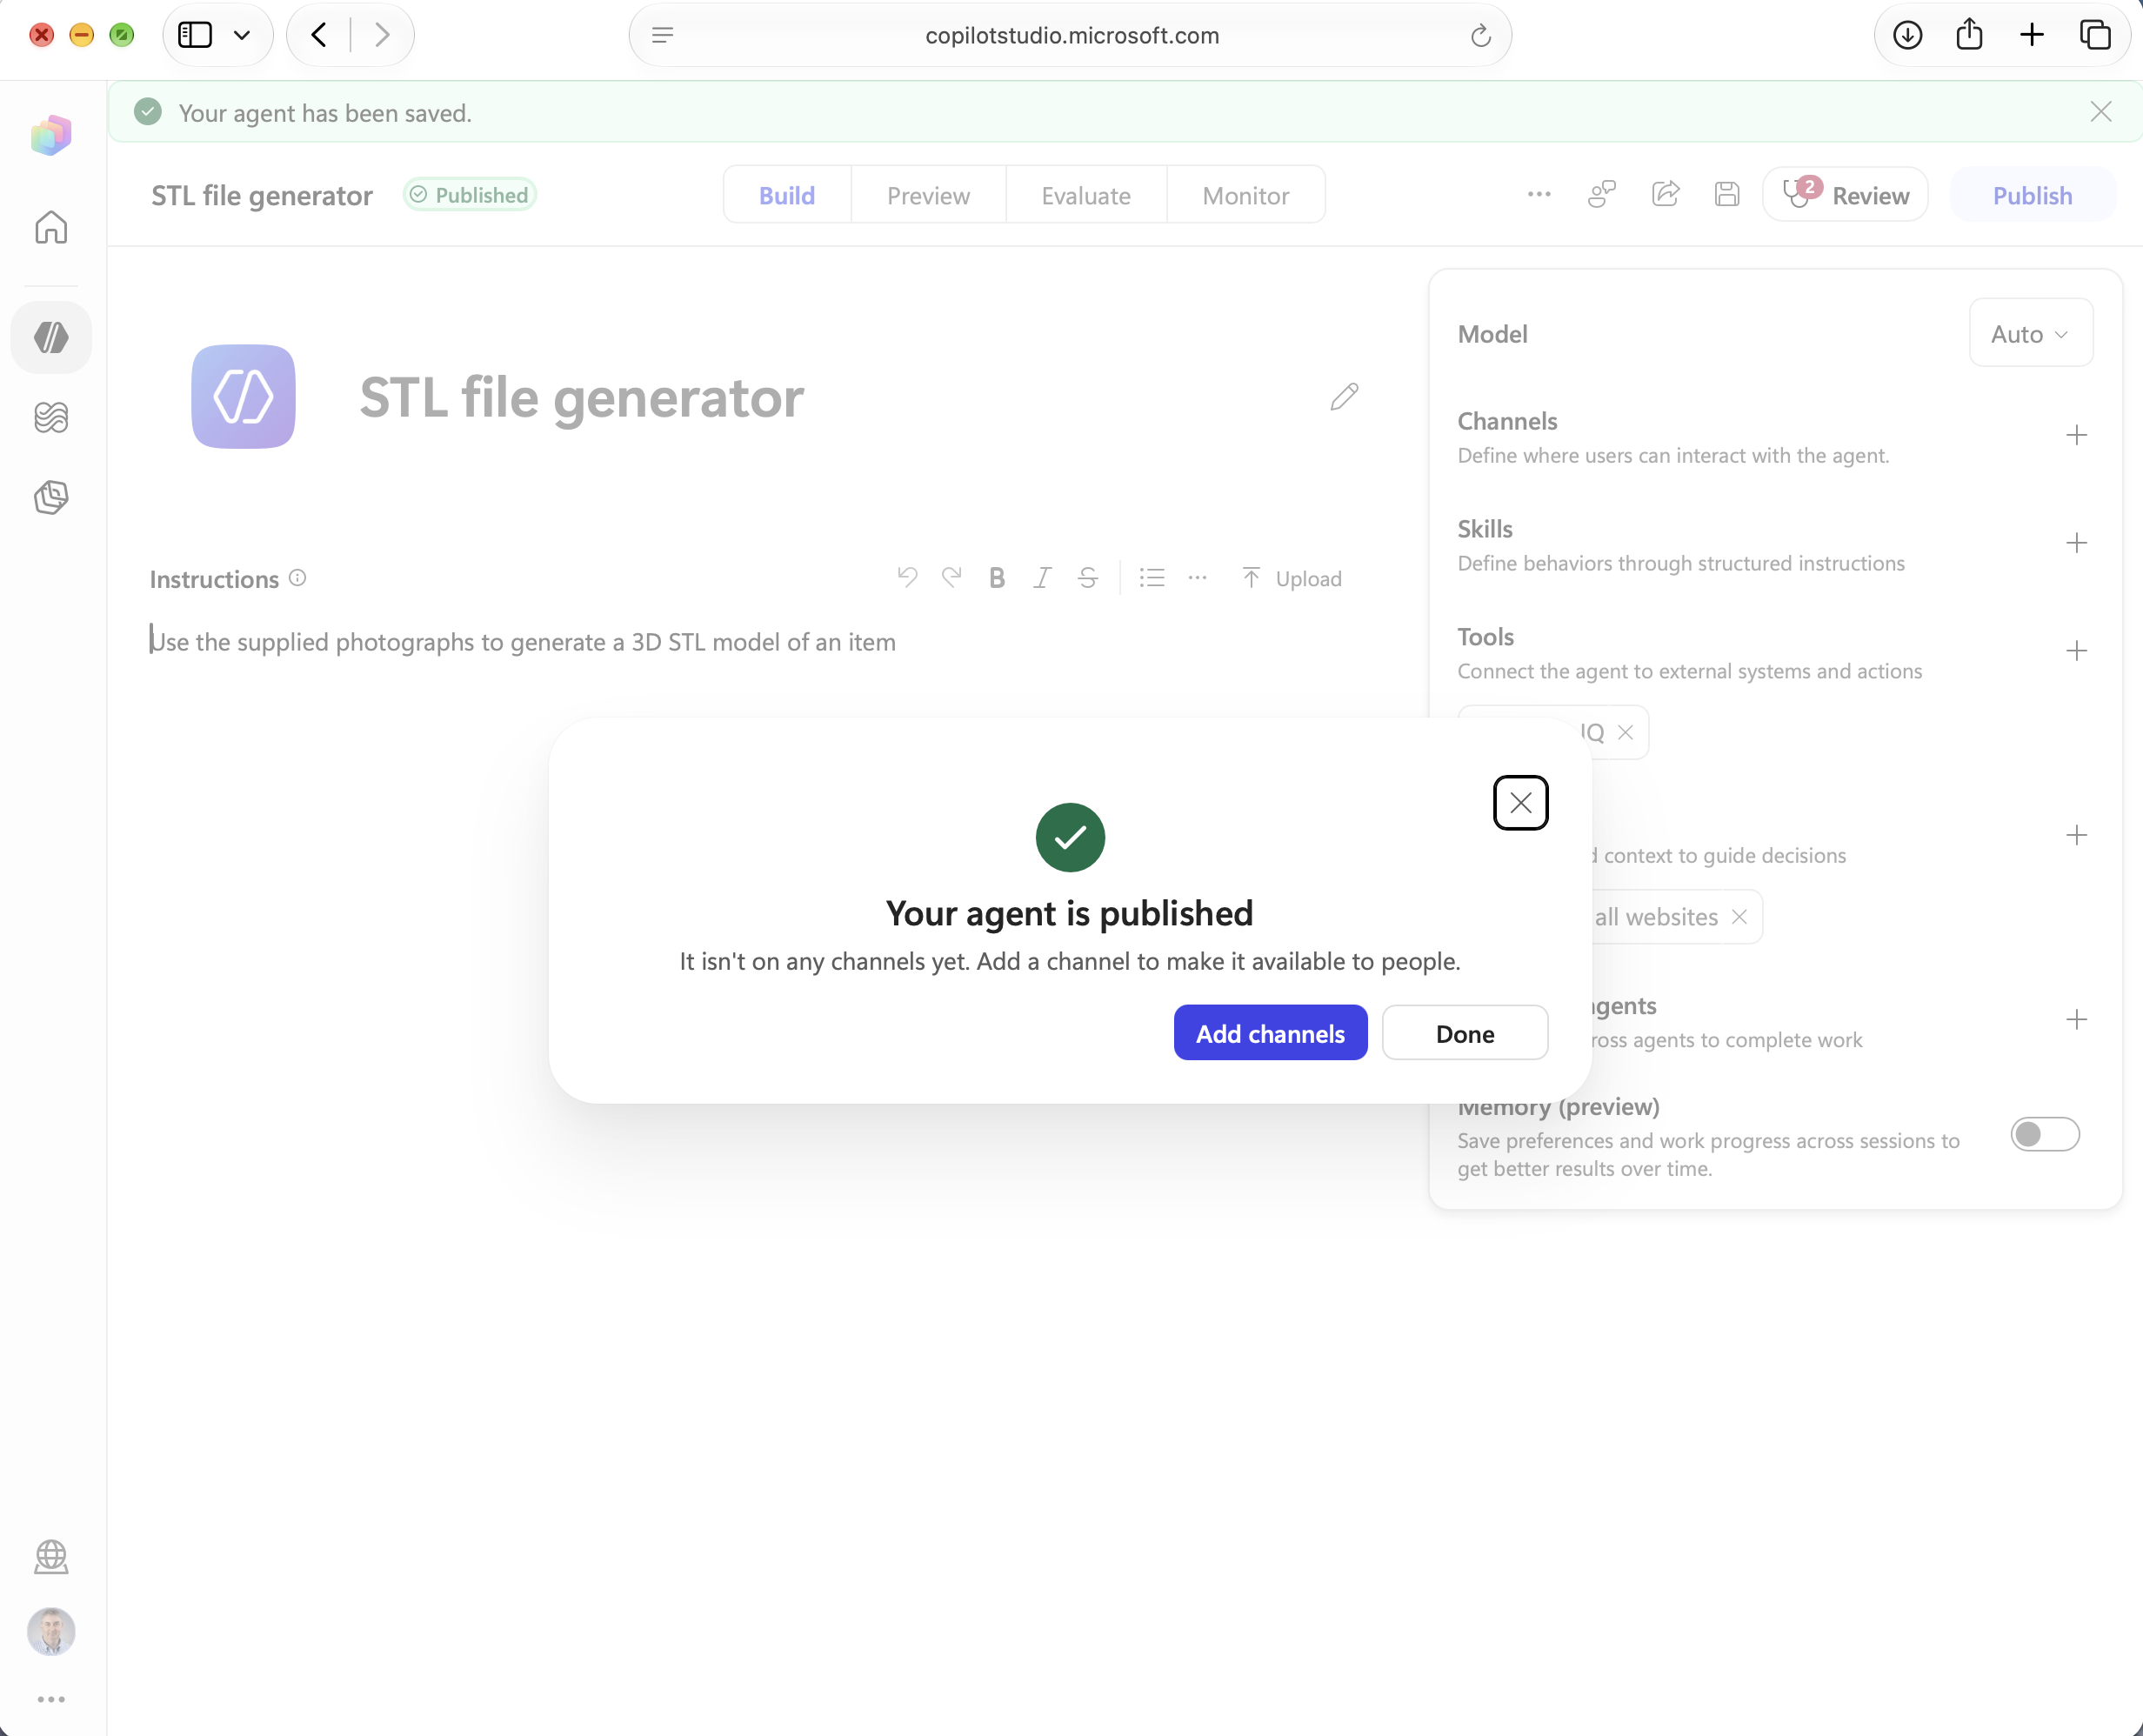 copilotstudio.microsoft.com
Your agent has been saved.
STL file generator
Published
Build
Preview
Evaluate
Monitor
2
Review
Publish
STL file generator
Instructions
B
I
S
Upload
Use the supplied photographs to generate a 3D STL model of an item
Model
Auto
Channels
Define where users can interact with the agent.
Skills
Define behaviors through structured instructions
Tools
Connect the agent to external systems and actions
IQ
context to guide decisions
all websites
agents
ross agents to complete work
Memory (preview)
Save preferences and work progress across sessions to
get better results over time.
Your agent is published
It isn't on any channels yet. Add a channel to make it available to people.
Add channels
Done